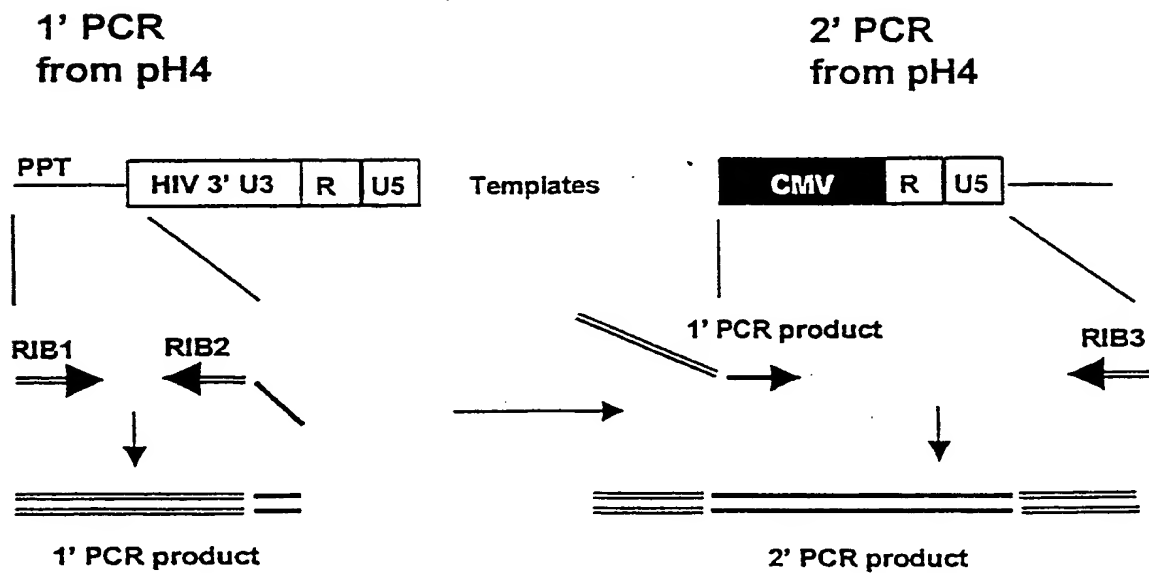 1' PCR
from pH4
2' PCR
from pH4
PPT
HIV 3' U3
R
U5
Templates
CMV
R
U5
RIB1
RIB2
1' PCR product
RIB3
1' PCR product
2' PCR product